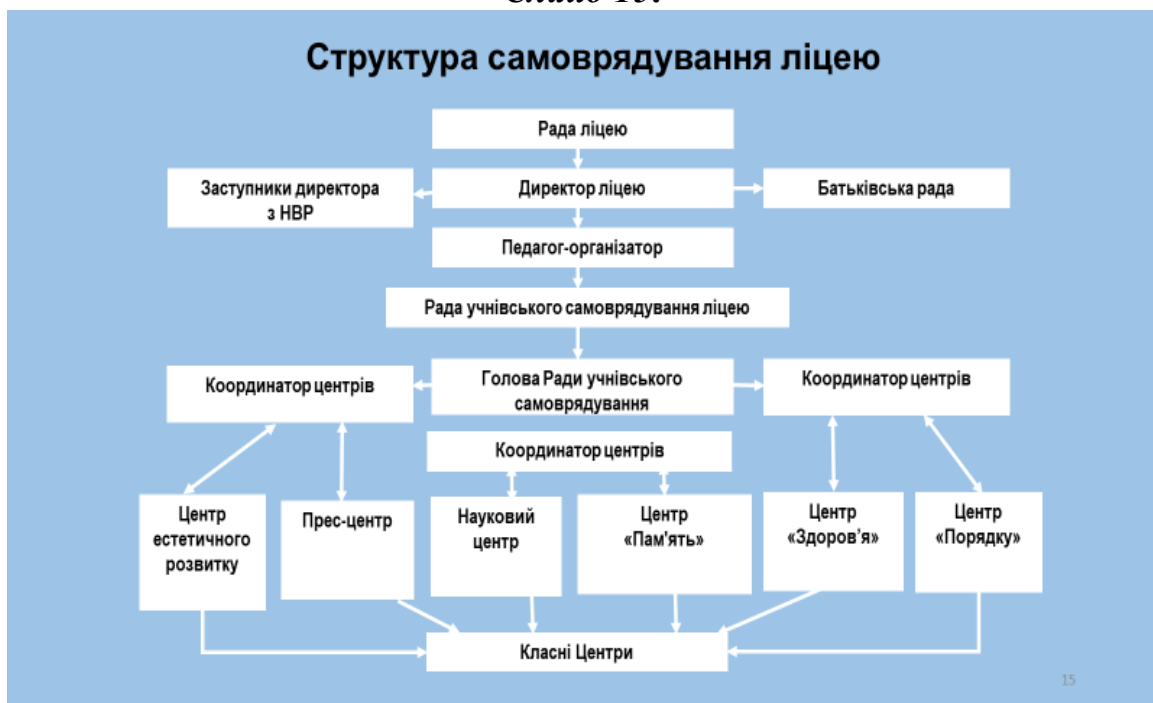 Структура самоврядування ліцею
Рада ліцею
Заступники директора
з НВР
Директор ліцею
Батьківська рада
Педагог-організатор
Рада учнівського самоврядування ліцею
Координатор центрів
Голова Ради учнівського
самоврядування
Координатор центрів
Координатор центрів
Центр
естетичного
розвитку
Прес-центр
Науковий
центр
Центр
«Пам'ять»
Центр
«Здоров’я»
Центр
«Порядку»
Класні Центри
15